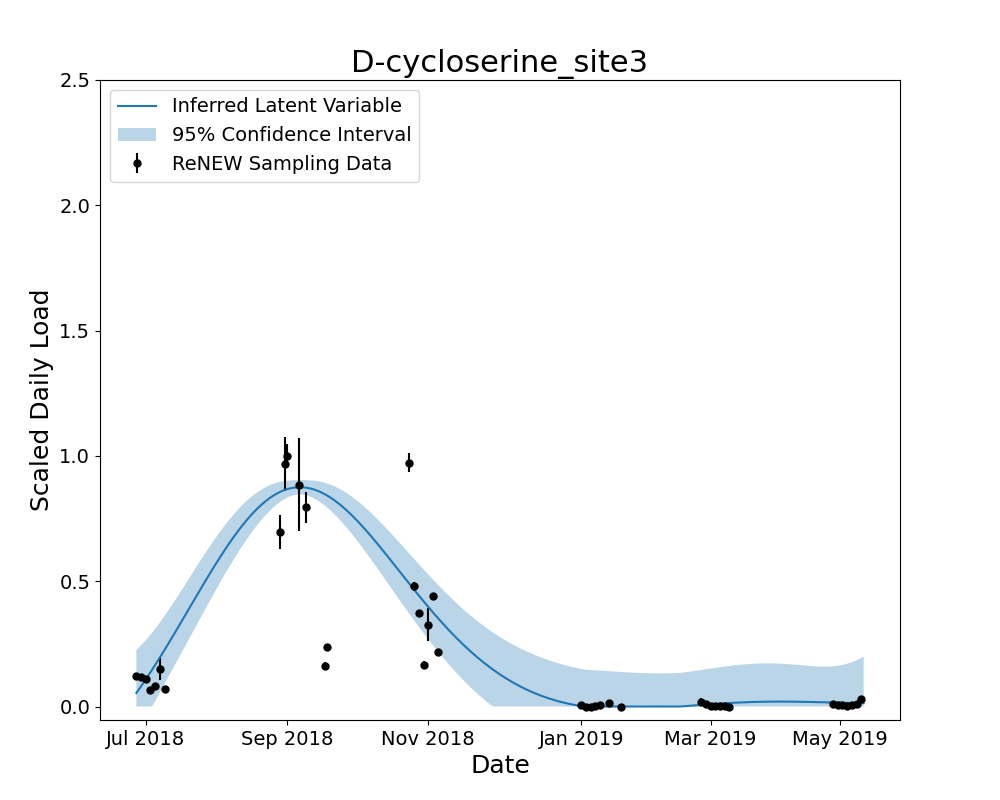 D-cycloserine_site3
Inferred Latent Variable
95% Confidence Interval
ReNEW Sampling Data
Scaled Daily Load
2.5
2.0
1.5
1.0
0.5
0.0
Jul 2018 Sep 2018 Nov 2018 Jan 2019 Mar 2019 May 2019
Date